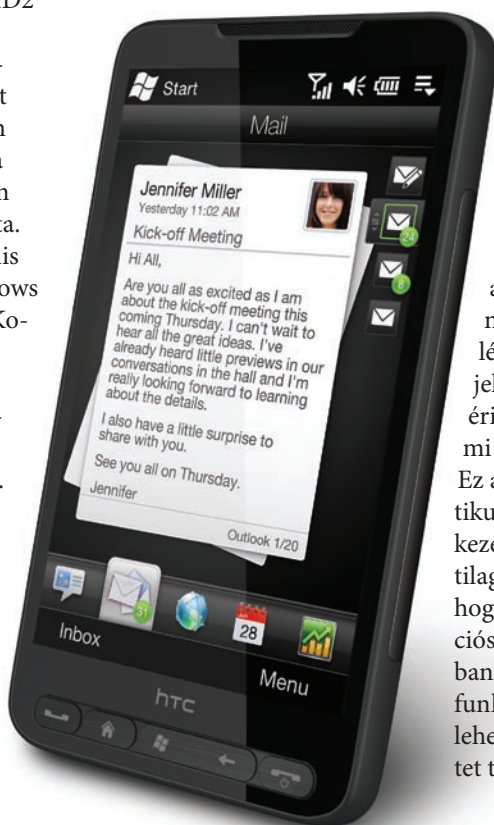 ta.
ows
Ko-
Start
Mail
Jennifer Miller
Yesterday 11:02 AM
Kick-off Meeting
Hi All,
Are you all as excited as I am
about the kick-off meeting this
coming Thursday. I can't wait to
hear all the great ideas. I've
already heard little previews in our
conversations in the hall and I'm
really looking forward to learning
about the details.
I also have a little surprise to
share with you.
See you all on Thursday.
Jennifer
Outlook 1/20
24
8
31
28
Inbox
Menu
hTC
lé
jel
éri
mi
Ez a
tiku
keze
tilag
hog
ciós
ban
funk
lehe
tet t